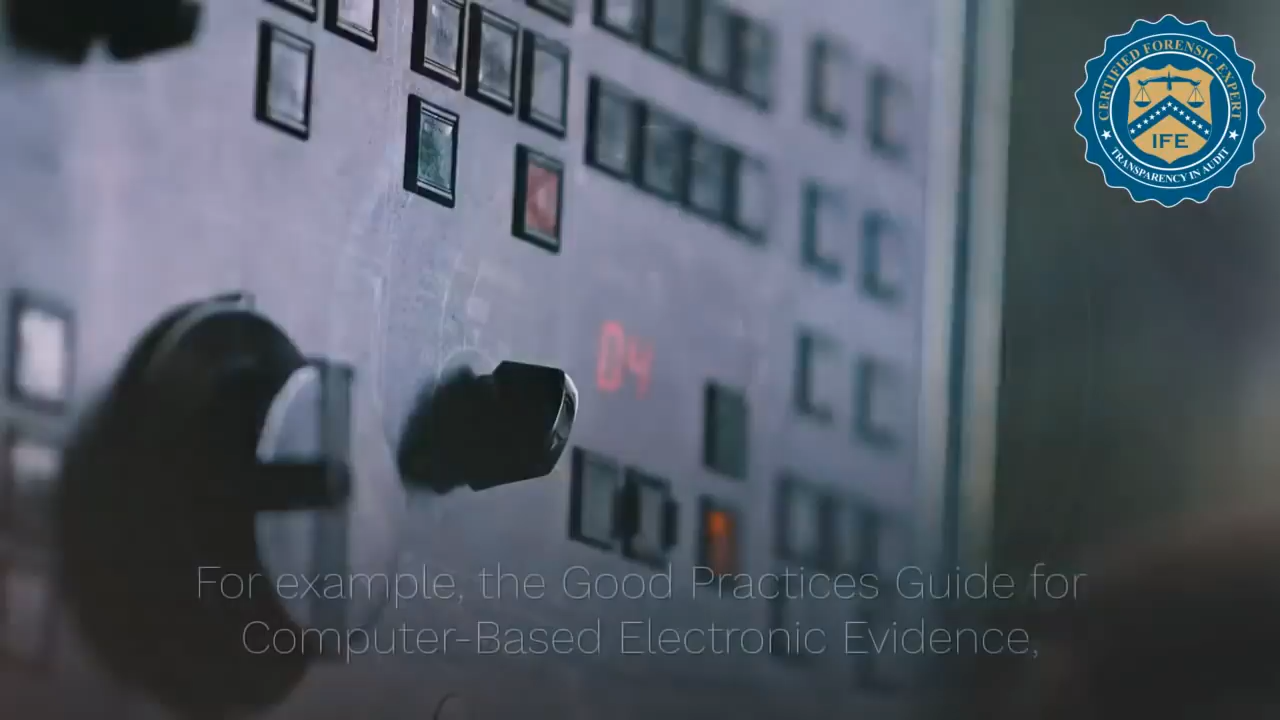 CERTIFIED FORENSIC EXPERT
IFE
TRANSPARENCY IN AUDIT
04
For example, the Good Practices Guide for
Computer-Based Electronic Evidence,